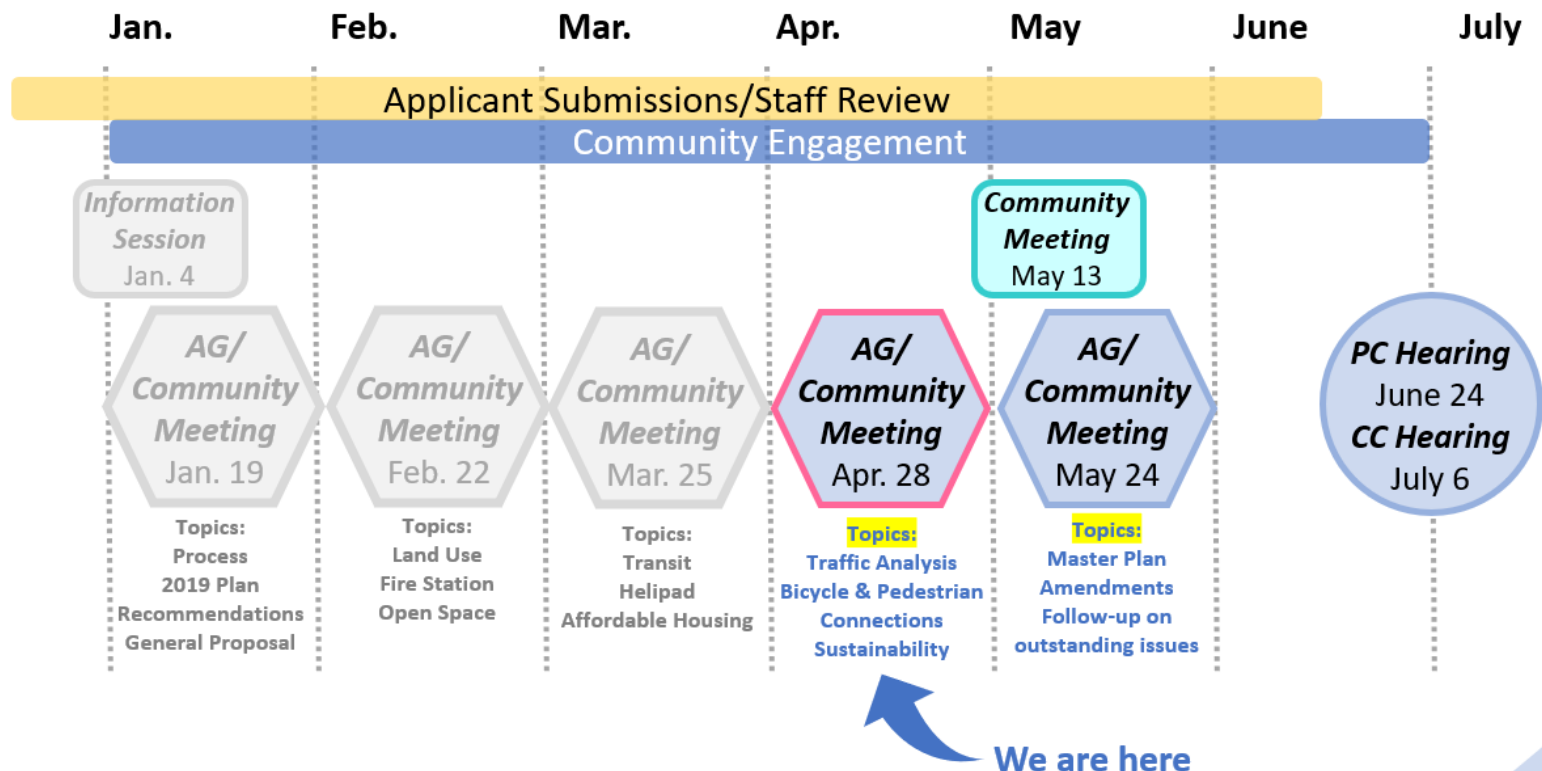 Jan.
Feb.
Mar.
Apr.
May
June
July
Applicant Submissions/Staff Review
Community Engagement
Information
Session
Jan. 4
Community
Meeting
May 13
AG/
Community
Meeting
Jan. 19
AG/
Community
Meeting
Feb. 22
AG/
Community
Meeting
Mar. 25
AG/
Community
Meeting
Apr. 28
AG/
Community
Meeting
May 24
PC Hearing
June 24
CC Hearing
July 6
Topics:
Process
2019 Plan
Recommendations
General Proposal
Topics:
Land Use
Fire Station
Open Space
Topics:
Transit
Helipad
Affordable Housing
Topics:
Traffic Analysis
Bicycle & Pedestrian
Connections
Sustainability
Topics:
Master Plan
Amendments
Follow-up on
outstanding issues
We are here